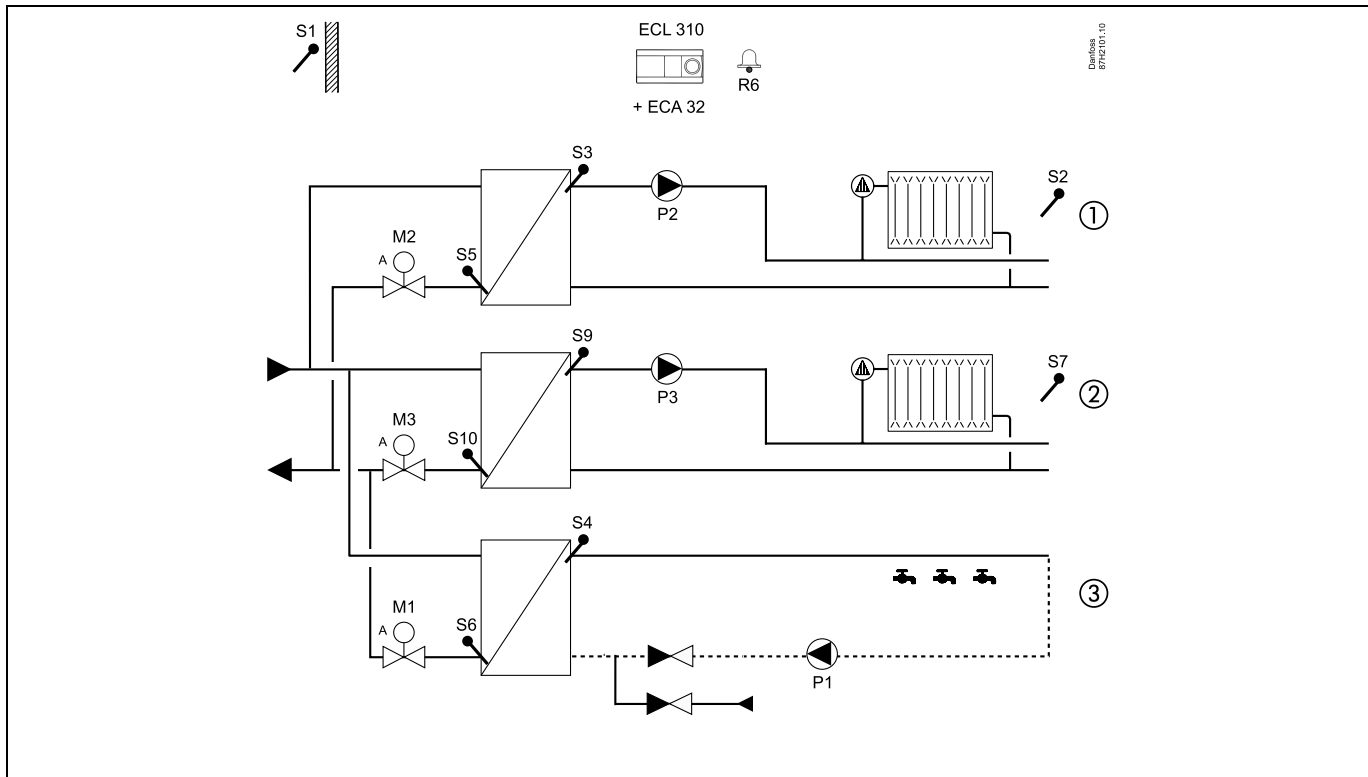 S1
ECL 310
R6
+ ECA 32
Danfoss
87H2101.10
S3
P2
S2
①
M2
A
S5
S9
P3
S7
②
M3
A
S10
S4
③
M1
A
S6
P1